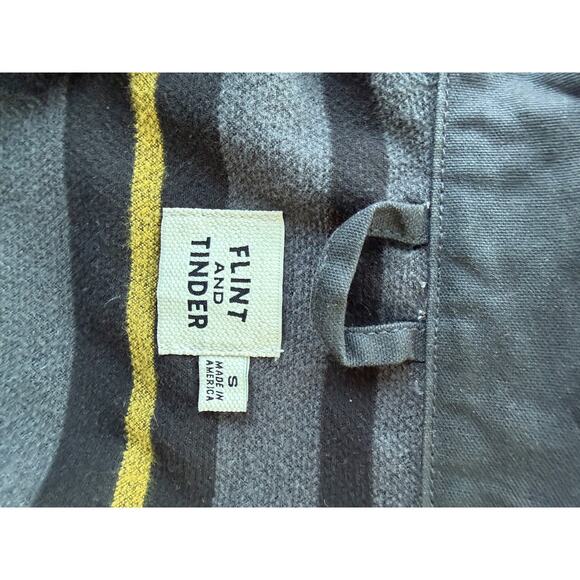 FLINT
AND
TINDER
S
MADE IN
AMERICA